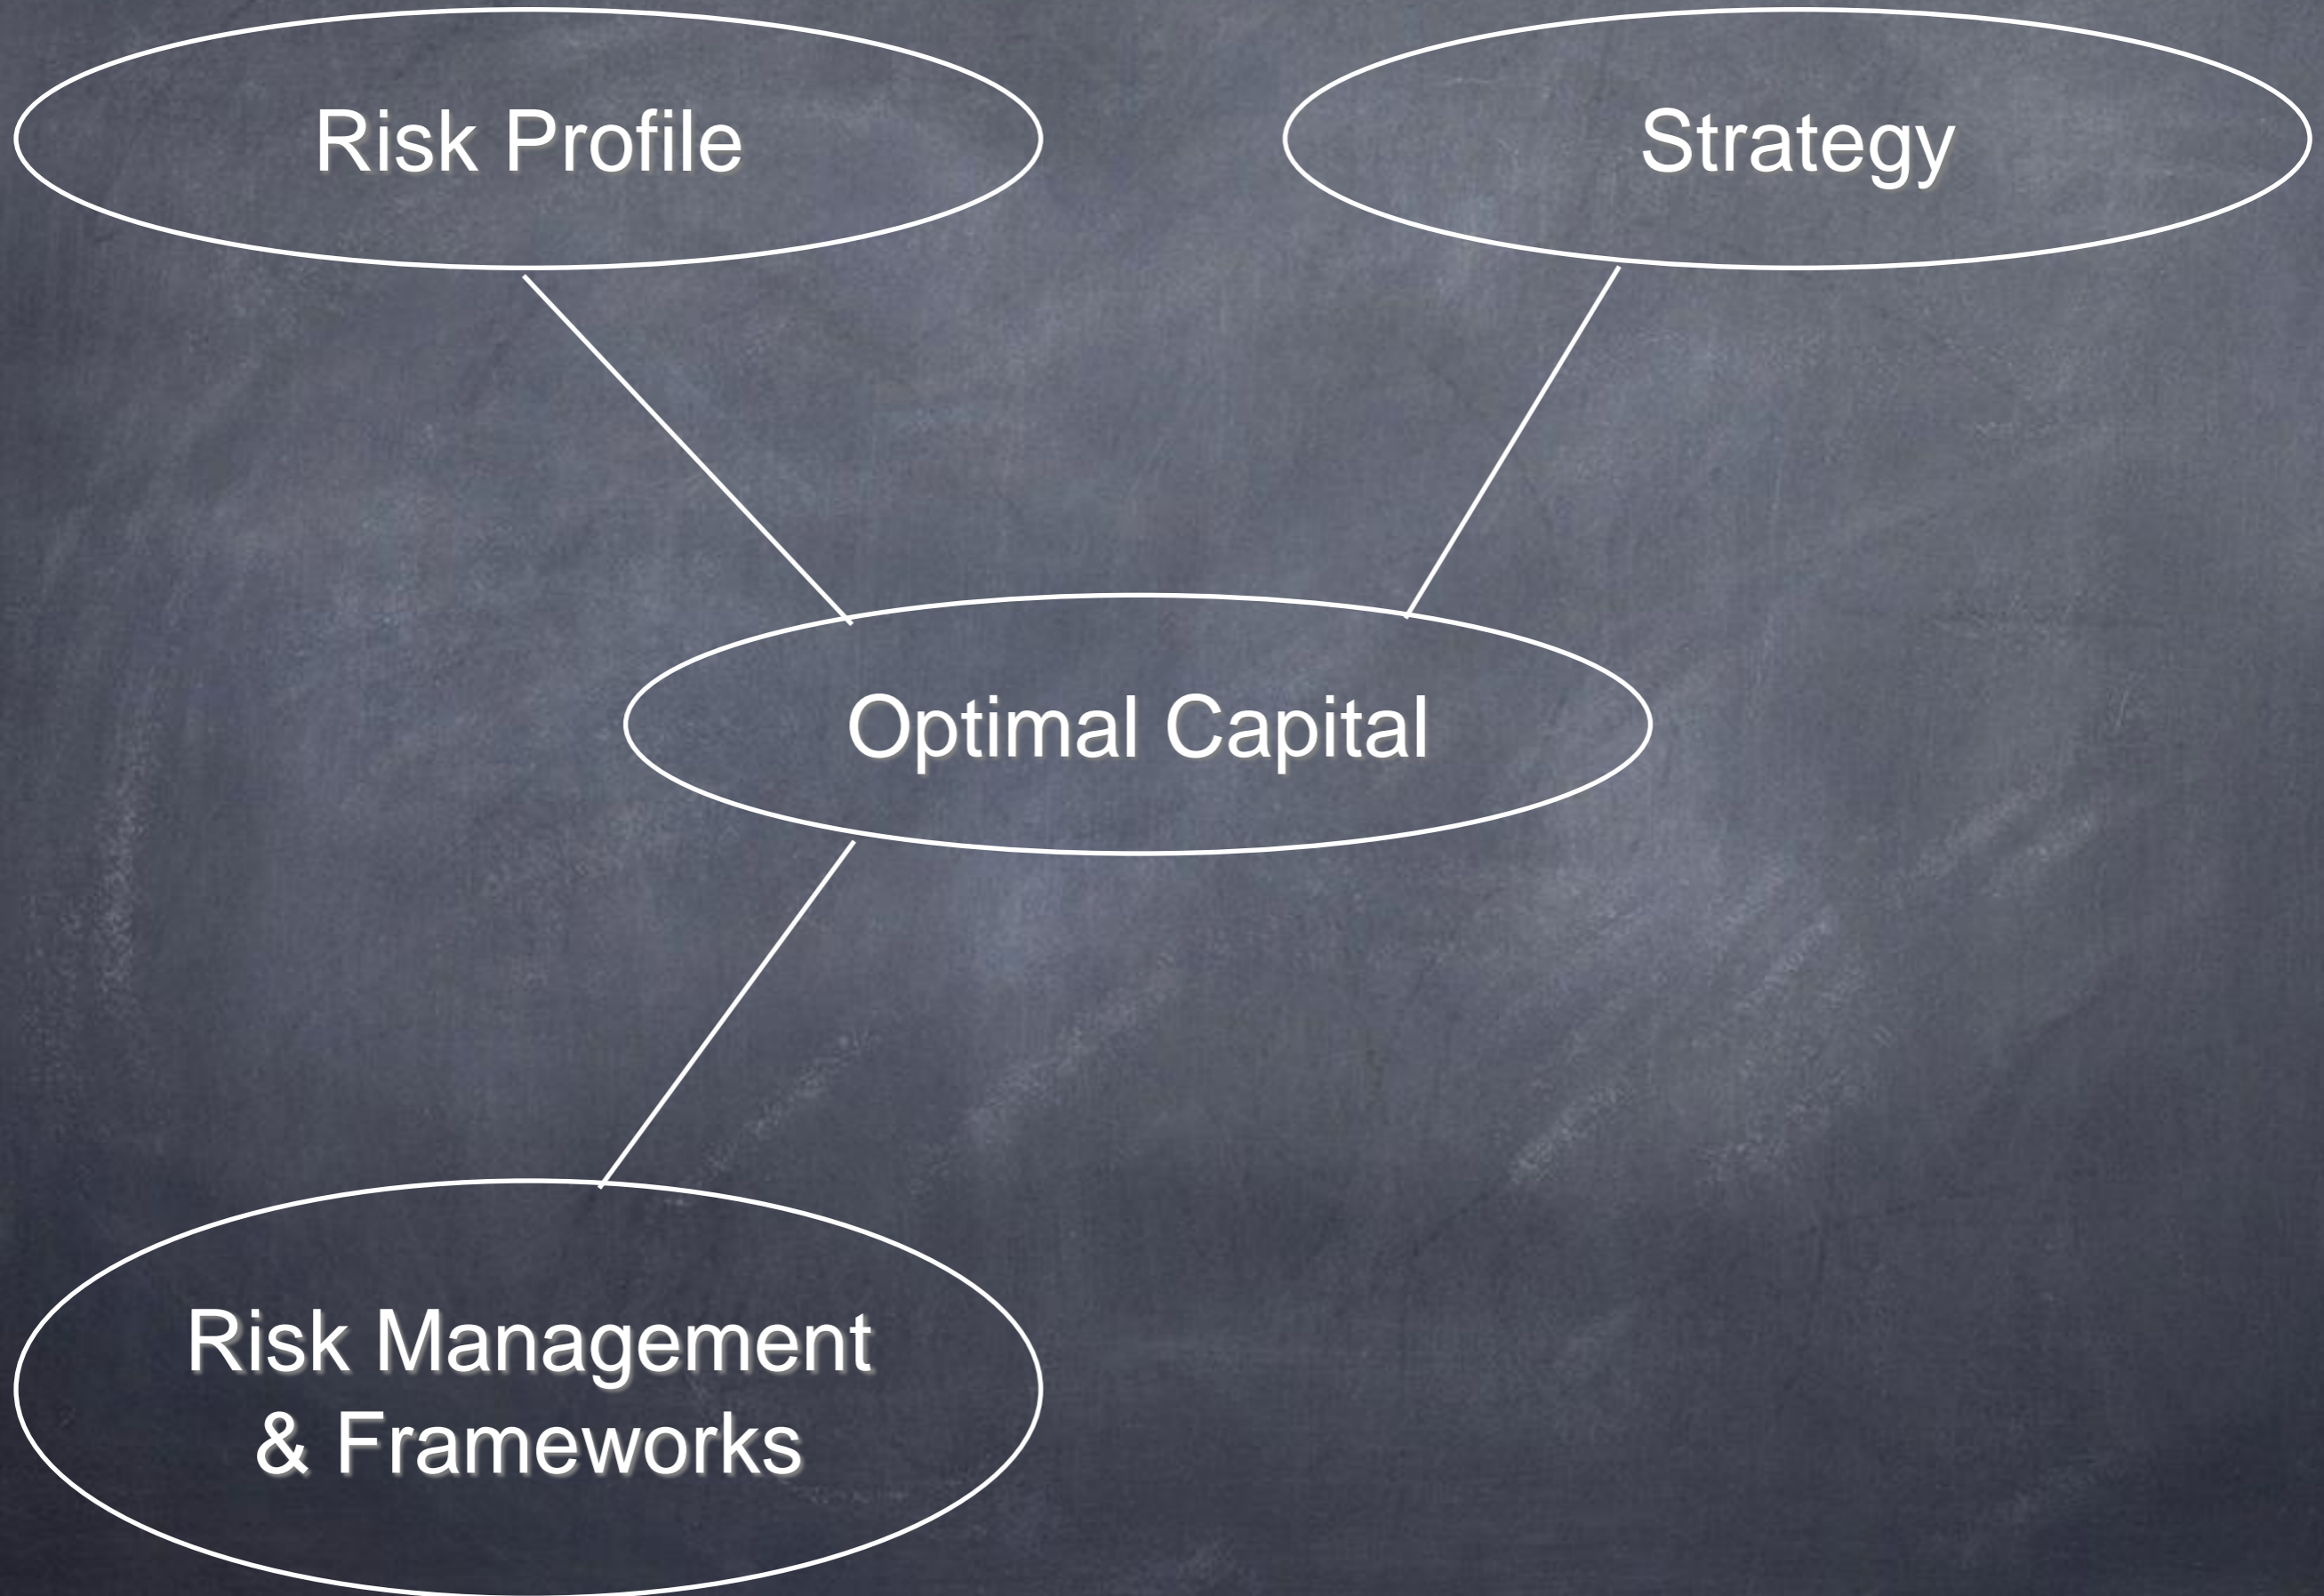 Risk Profile
Strategy
Optimal Capital
Risk Management
& Frameworks